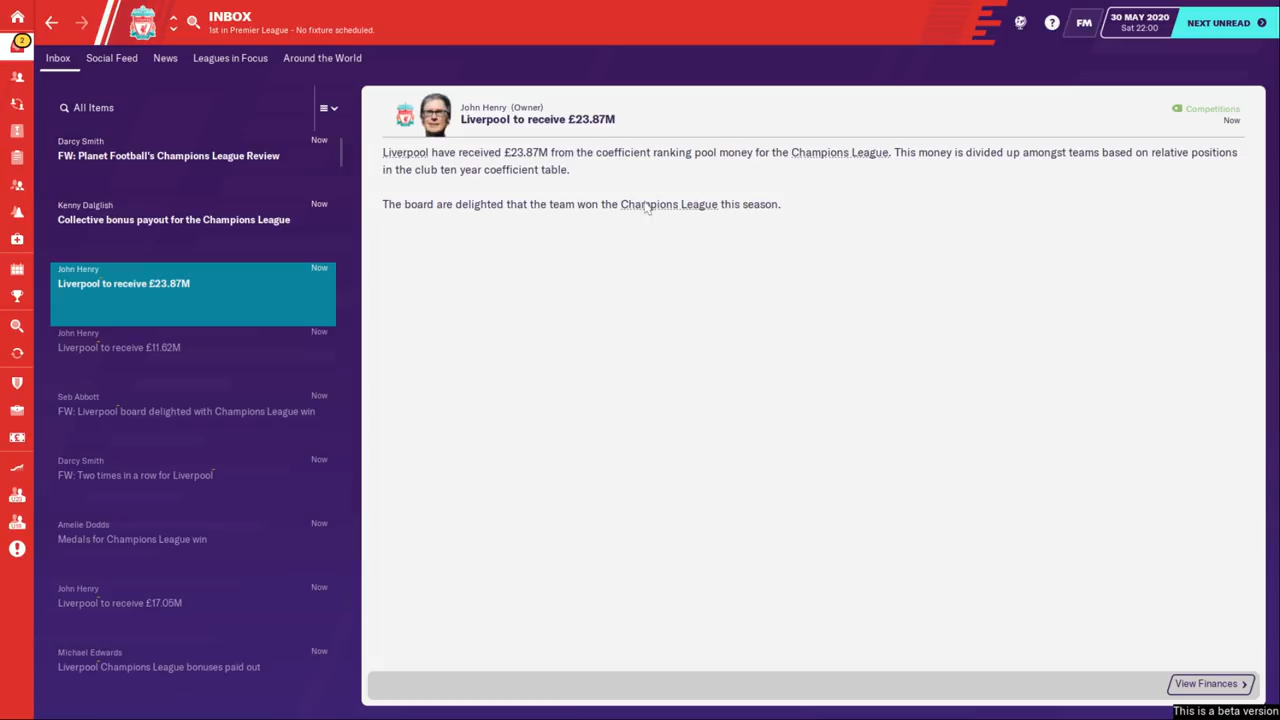 INBOX
1st in Premier League - No fixture scheduled.
2
FM
30 MAY 2020
Sat 22:00
NEXT UNREAD
Inbox
Social Feed
News
Leagues in Focus
Around the World
All Items
Darcy Smith
Now
FW: Planet Football's Champions League Review
Kenny Dalglish
Now
Collective bonus payout for the Champions League
John Henry
Now
Liverpool to receive £23.87M
John Henry
Now
Liverpool to receive £11.62M
Seb Abbott
Now
FW: Liverpool board delighted with Champions League win
Darcy Smith
Now
FW: Two times in a row for Liverpool
Amelie Dodds
Now
Medals for Champions League win
John Henry
Now
Liverpool to receive £17.05M
Michael Edwards
Now
Liverpool Champions League bonuses paid out
John Henry (Owner)
Liverpool to receive £23.87M
Competitions
Now
Liverpool have received £23.87M from the coefficient ranking pool money for the Champions League. This money is divided up amongst teams based on relative positions
in the club ten year coefficient table.
The board are delighted that the team won the Champions League this season.
View Finances
This is a beta version